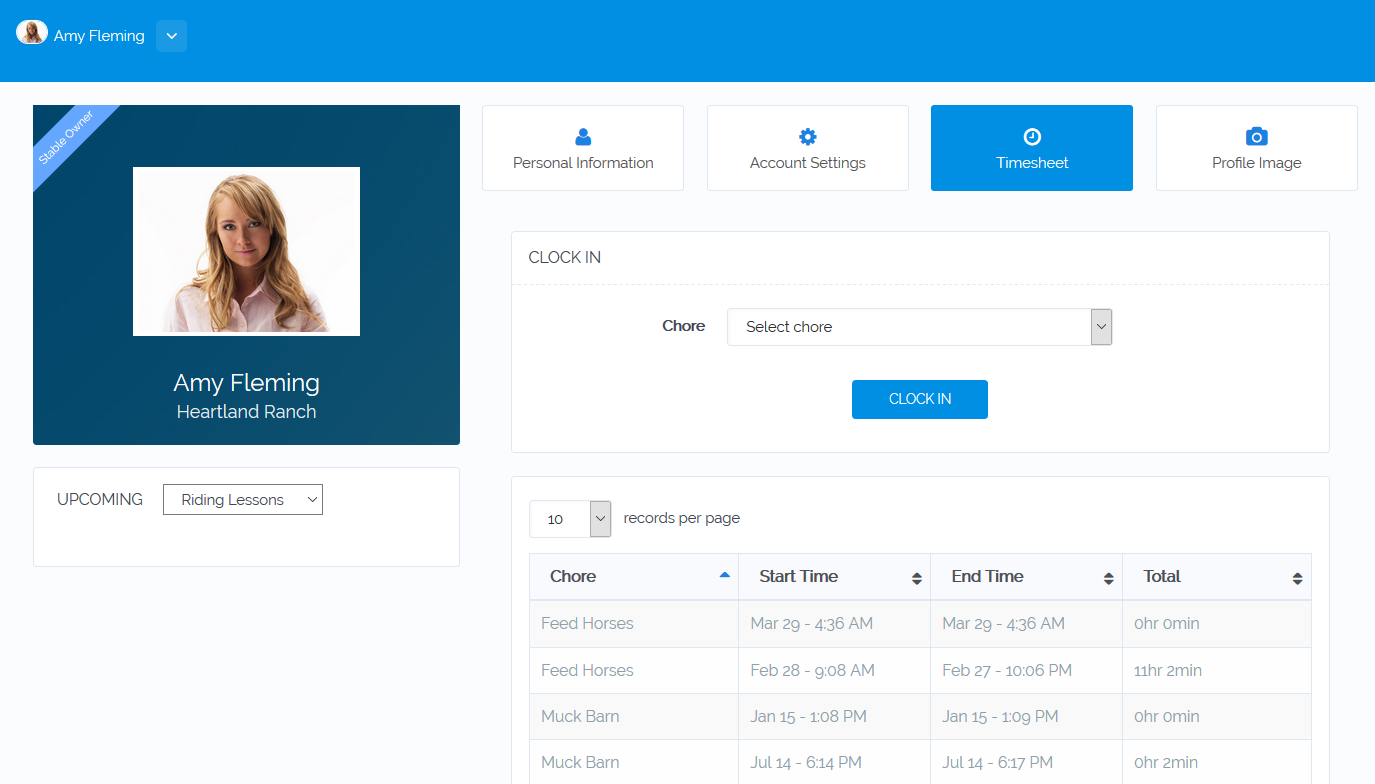 Amy Fleming
Stable Owner
Amy Fleming
Heartland Ranch
UPCOMING Riding Lessons
Personal Information
Account Settings
Timesheet
Profile Image
CLOCK IN
Chore Select chore
CLOCK IN
10 records per page
Chore Start Time End Time Total
Feed Horses Mar 29 - 4:36 AM Mar 29 - 4:36 AM 0hr 0min
Feed Horses Feb 28 - 9:08 AM Feb 27 - 10:06 PM 11hr 2min
Muck Barn Jan 15 - 1:08 PM Jan 15 - 1:09 PM 0hr 0min
Muck Barn Jul 14 - 6:14 PM Jul 14 - 6:17 PM 0hr 2min